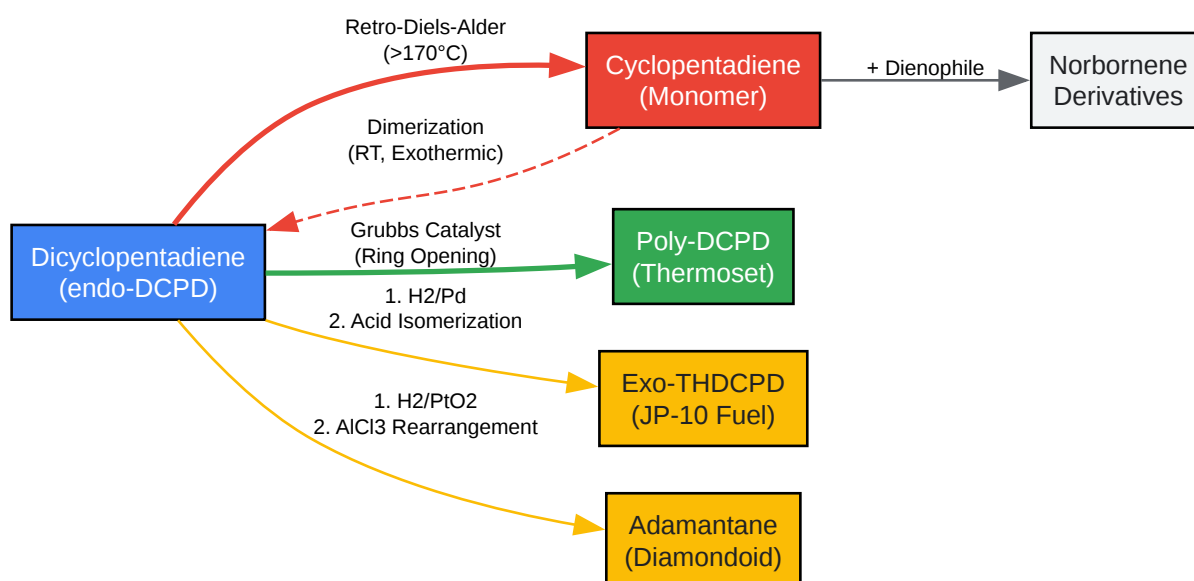 Retro-Diels-Alder
(>170°C)
Cyclopentadiene
(Monomer)
+ Dienophile
Norbornene
Derivatives
Dimerization
(RT, Exothermic)
Dicyclopentadiene
(endo-DCPD)
Grubbs Catalyst
(Ring Opening)
Poly-DCPD
(Thermoset)
1. H2/Pd
2. Acid Isomerization
Exo-THDCPD
(JP-10 Fuel)
1. H2/PtO2
2. AlCl3 Rearrangement
Adamantane
(Diamondoid)